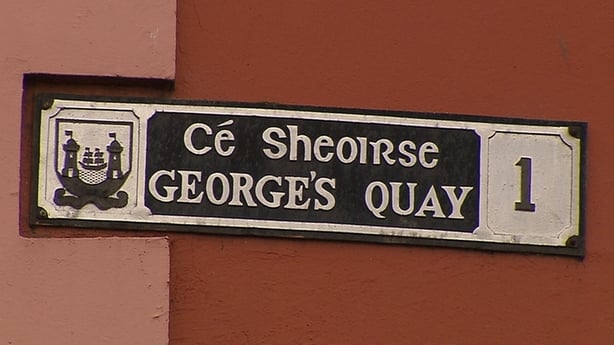 Cé Sheoirse
GEORGE'S QUAY
1